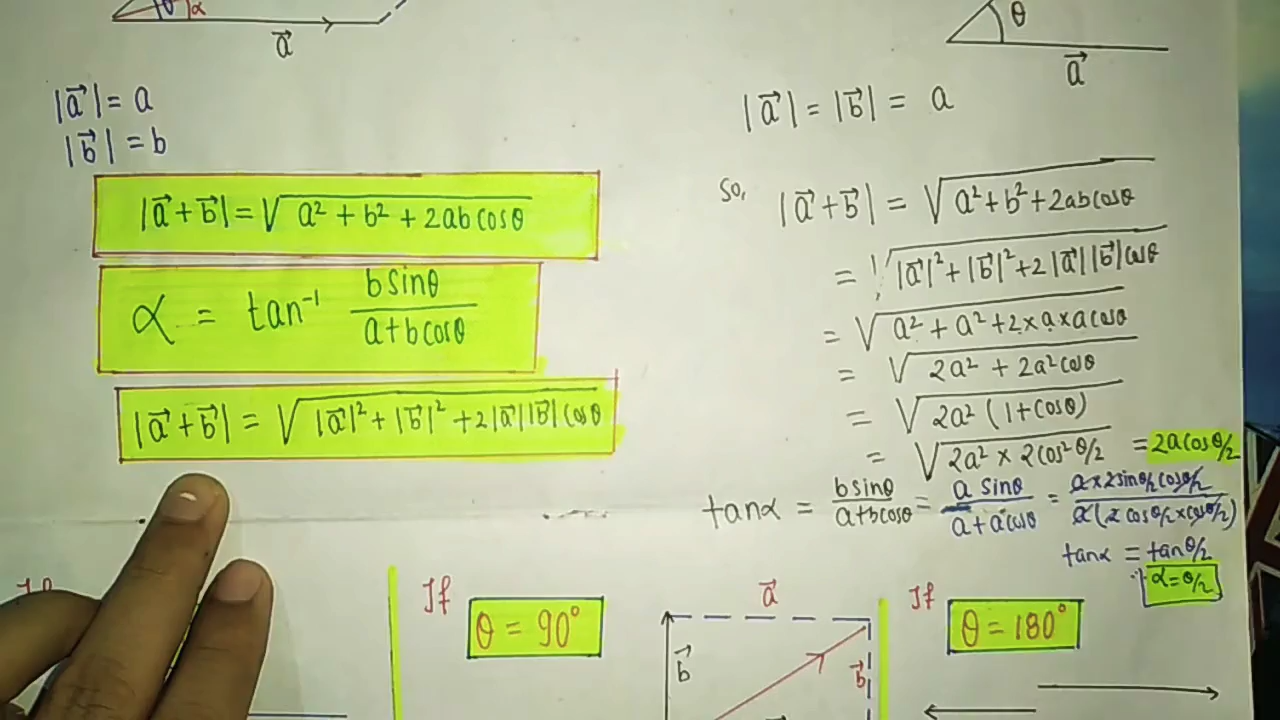 θ α
a⃗
|a⃗| = a
|b⃗| = b
|a⃗ + b⃗| = √(a² + b² + 2ab cosθ)
α = tan⁻¹ (b sinθ)/(a + b cosθ)
|a⃗ + b⃗| = √(|a⃗|² + |b⃗|² + 2|a⃗||b⃗| cosθ)
θ
a⃗
|a⃗| = |b⃗| = a
So, |a⃗ + b⃗| = √(a² + b² + 2ab cosθ)
= √(|a⃗|² + |b⃗|² + 2|a⃗||b⃗| cosθ)
= √(a² + a² + 2 × a × a cosθ)
= √(2a² + 2a² cosθ)
= √(2a² (1 + cosθ))
= √(2a² × 2cos² θ/2) = 2a cos θ/2
tanα = (b sinθ)/(a + b cosθ) = (a sinθ)/(a + a cosθ) = (a × 2 sin θ/2 cos θ/2)/(a (2 cos θ/2 × cos θ/2))
tanα = tan θ/2
α = θ/2
If
θ = 90°
a⃗
b⃗
b⃗
If
θ = 180°